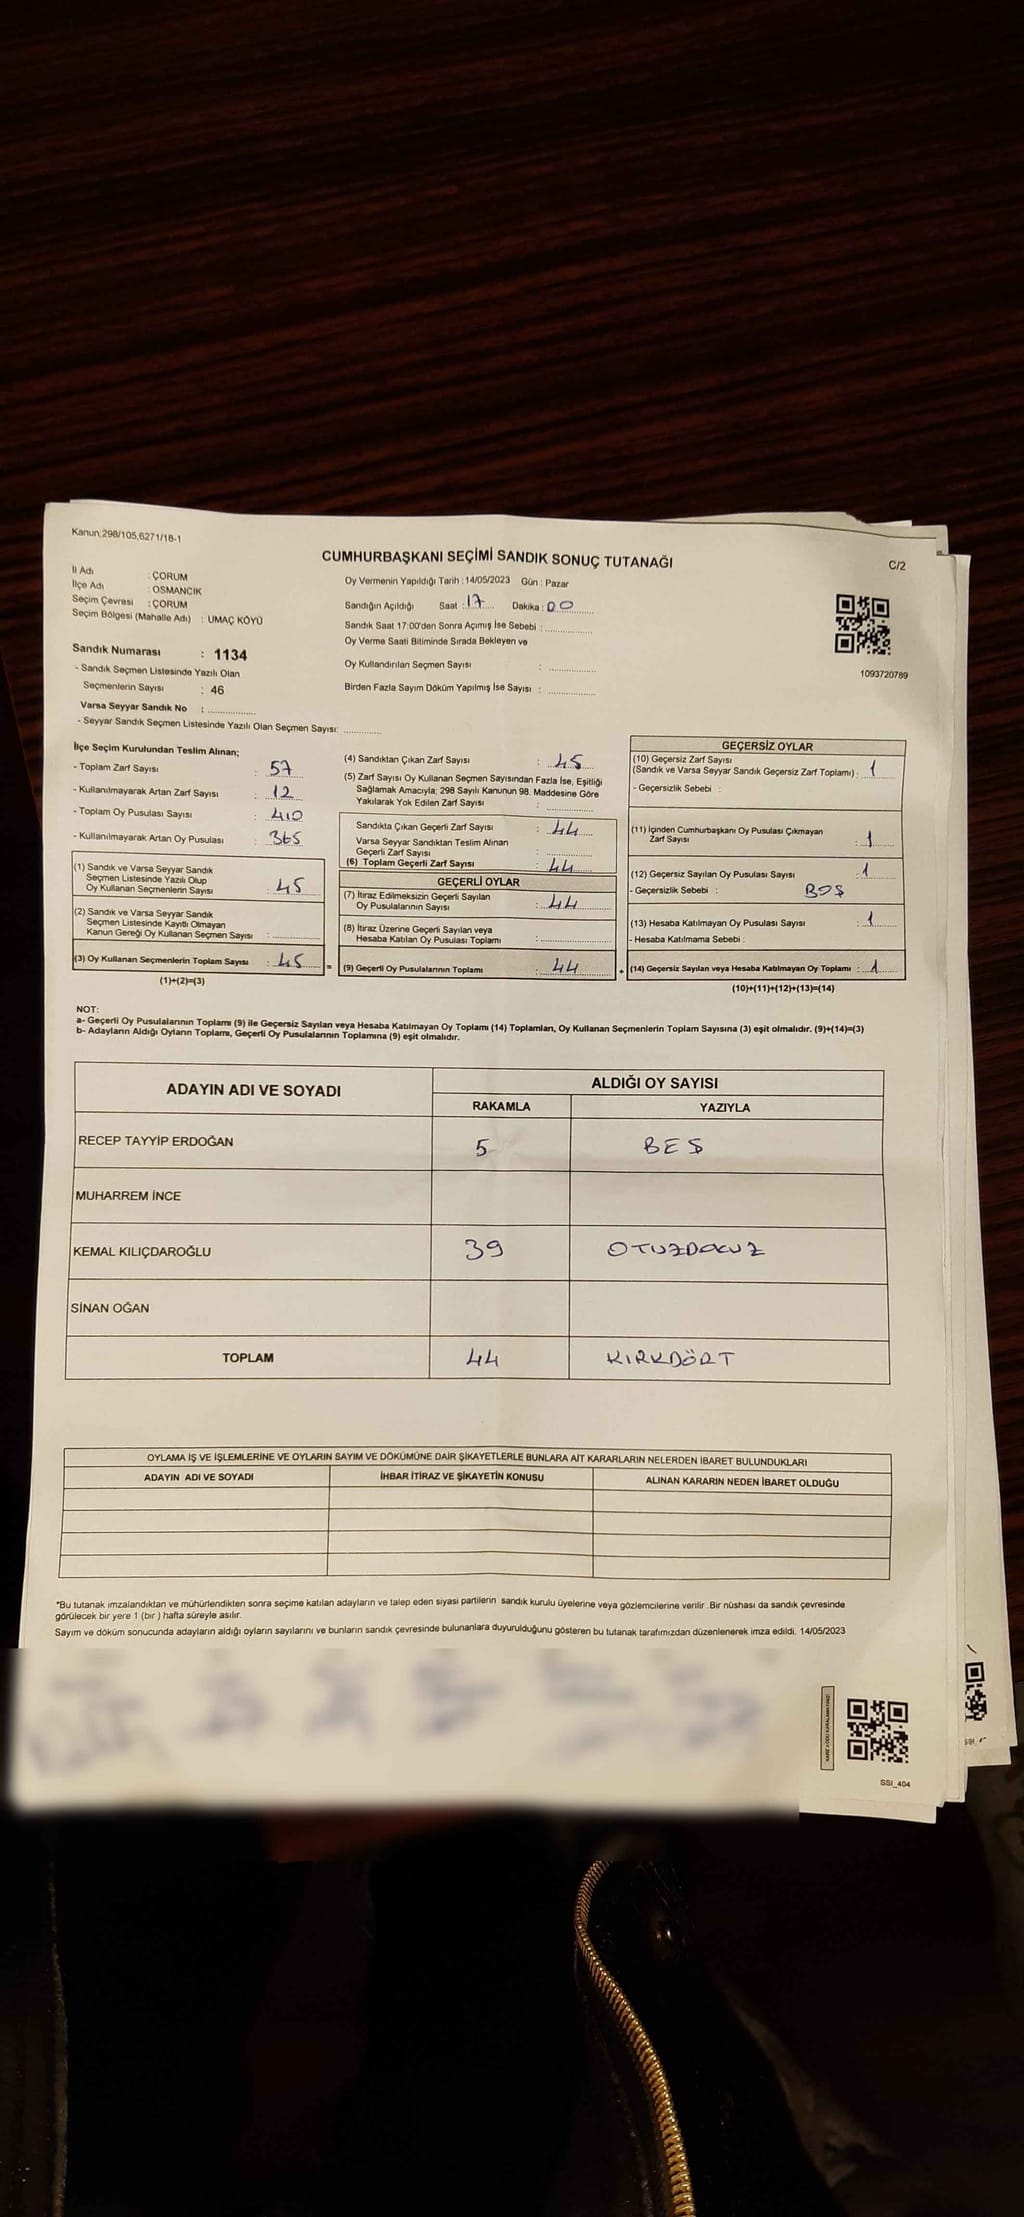 Kanun;298/105,6271/18-1
CUMHURBAŞKANI SEÇİMİ SANDIK SONUÇ TUTANAĞI
C/2
İl Adı : ÇORUM
İlçe Adı : OSMANCIK
Seçim Çevresi : ÇORUM
Seçim Bölgesi (Mahalle Adı) : UMAÇ KÖYÜ
Sandık Numarası : 1134
- Sandık Seçmen Listesinde Yazılı Olan
Seçmenlerin Sayısı : 46
Varsa Seyyar Sandık No :
- Seyyar Sandık Seçmen Listesinde Yazılı Olan Seçmen Sayısı:
Oy Vermenin Yapıldığı Tarih : 14/05/2023 Gün : Pazar
Sandığın Açıldığı Saat : 17 Dakika : 00
Sandık Saat 17:00'den Sonra Açımış İse Sebebi :
Oy Verme Saati Bitiminde Sırada Bekleyen ve
Oy Kullandırılan Seçmen Sayısı :
Birden Fazla Sayım Döküm Yapılmış İse Sayısı :
1093720789
İlçe Seçim Kurulundan Teslim Alınan;
- Toplam Zarf Sayısı : 57
- Kullanılmayarak Artan Zarf Sayısı : 12
- Toplam Oy Pusulası Sayısı : 410
- Kullanılmayarak Artan Oy Pusulası : 365
(1) Sandık ve Varsa Seyyar Sandık
Seçmen Listesinde Yazılı Olup
Oy Kullanan Seçmenlerin Sayısı : 45
(2) Sandık ve Varsa Seyyar Sandık
Seçmen Listesinde Kayıtlı Olmayan
Kanun Gereği Oy Kullanan Seçmen Sayısı :
(3) Oy Kullanan Seçmenlerin Toplam Sayısı : 45
(1)+(2)=(3)
=
(4) Sandıktan Çıkan Zarf Sayısı : 45
(5) Zarf Sayısı Oy Kullanan Seçmen Sayısından Fazla İse, Eşitliği
Sağlamak Amacıyla; 298 Sayılı Kanunun 98. Maddesine Göre
Yakılarak Yok Edilen Zarf Sayısı :
Sandıkta Çıkan Geçerli Zarf Sayısı : 44
Varsa Seyyar Sandıktan Teslim Alınan
Geçerli Zarf Sayısı :
(6) Toplam Geçerli Zarf Sayısı : 44
GEÇERLİ OYLAR
(7) İtiraz Edilmeksizin Geçerli Sayılan
Oy Pusulalarının Sayısı : 44
(8) İtiraz Üzerine Geçerli Sayılan veya
Hesaba Katılan Oy Pusulası Toplamı :
(9) Geçerli Oy Pusulalarının Toplamı : 44
+
GEÇERSİZ OYLAR
(10) Geçersiz Zarf Sayısı
(Sandık ve Varsa Seyyar Sandık Geçersiz Zarf Toplamı) : 1
- Geçersizlik Sebebi :
(11) İçinden Cumhurbaşkanı Oy Pusulası Çıkmayan
Zarf Sayısı : 1
(12) Geçersiz Sayılan Oy Pusulası Sayısı : 1
- Geçersizlik Sebebi : BOŞ
(13) Hesaba Katılmayan Oy Pusulası Sayısı : 1
- Hesaba Katılmama Sebebi :
(14) Geçersiz Sayılan veya Hesaba Katılmayan Oy Toplamı : 1
(10)+(11)+(12)+(13)=(14)
NOT:
a- Geçerli Oy Pusulalarının Toplamı (9) ile Geçersiz Sayılan veya Hesaba Katılmayan Oy Toplamı (14) Toplamları, Oy Kullanan Seçmenlerin Toplam Sayısına (3) eşit olmalıdır. (9)+(14)=(3)
b- Adayların Aldığı Oyların Toplamı, Geçerli Oy Pusulalarının Toplamına (9) eşit olmalıdır.
ADAYIN ADI VE SOYADI
ALDIĞI OY SAYISI
RAKAMLA YAZIYLA
RECEP TAYYİP ERDOĞAN 5 BEŞ
MUHARREM İNCE
KEMAL KILIÇDAROĞLU 39 OTUZDOKUZ
SİNAN OĞAN
TOPLAM 44 KIRKDÖRT
OYLAMA İŞ VE İŞLEMLERİNE VE OYLARIN SAYIM VE DÖKÜMÜNE DAİR ŞİKAYETLERLE BUNLARA AİT KARARLARIN NELERDEN İBARET BULUNDUKLARI
ADAYIN ADI VE SOYADI İHBAR İTİRAZ VE ŞİKAYETİN KONUSU ALINAN KARARIN NEDEN İBARET OLDUĞU
*Bu tutanak imzalandıktan ve mühürlendikten sonra seçime katılan adayların ve talep eden siyasi partilerin sandık kurulu üyelerine veya gözlemcilerine verilir .Bir nüshası da sandık çevresinde
görülecek bir yere 1 (bir ) hafta süreyle asılır.
Sayım ve döküm sonucunda adayların aldığı oyların sayılarını ve bunların sandık çevresinde bulunanlara duyurulduğunu gösteren bu tutanak tarafımızdan düzenlenerek imza edildi. 14/05/2023
SSI_404